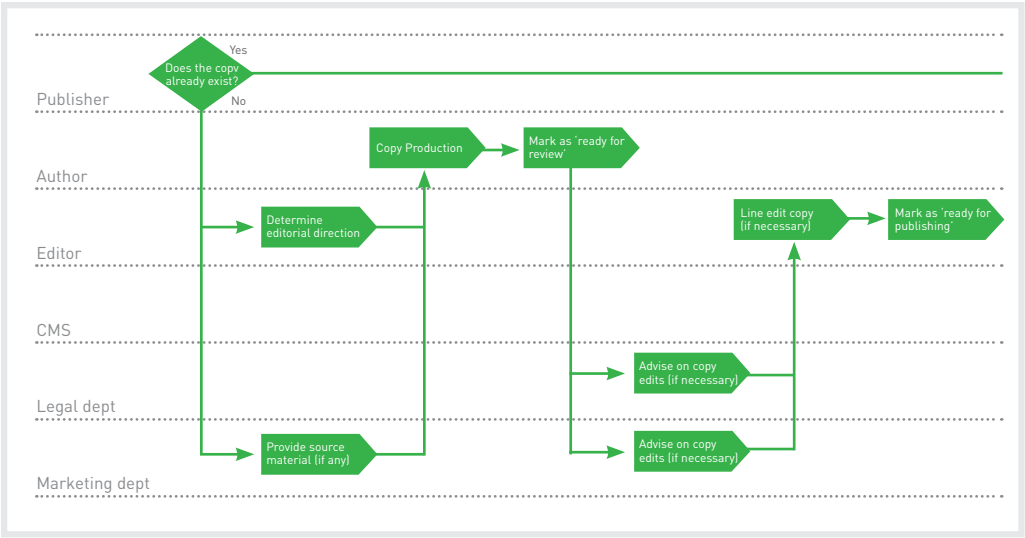 Yes
Does the copy
already exist?
No
Publisher
Copy Production
Mark as 'ready for
review'
Author
Determine
editorial direction
Line edit copy
(if necessary)
Mark as 'ready for
publishing'
Editor
CMS
Advise on copy
edits (if necessary)
Legal dept
Provide source
material (if any)
Advise on copy
edits (if necessary)
Marketing dept